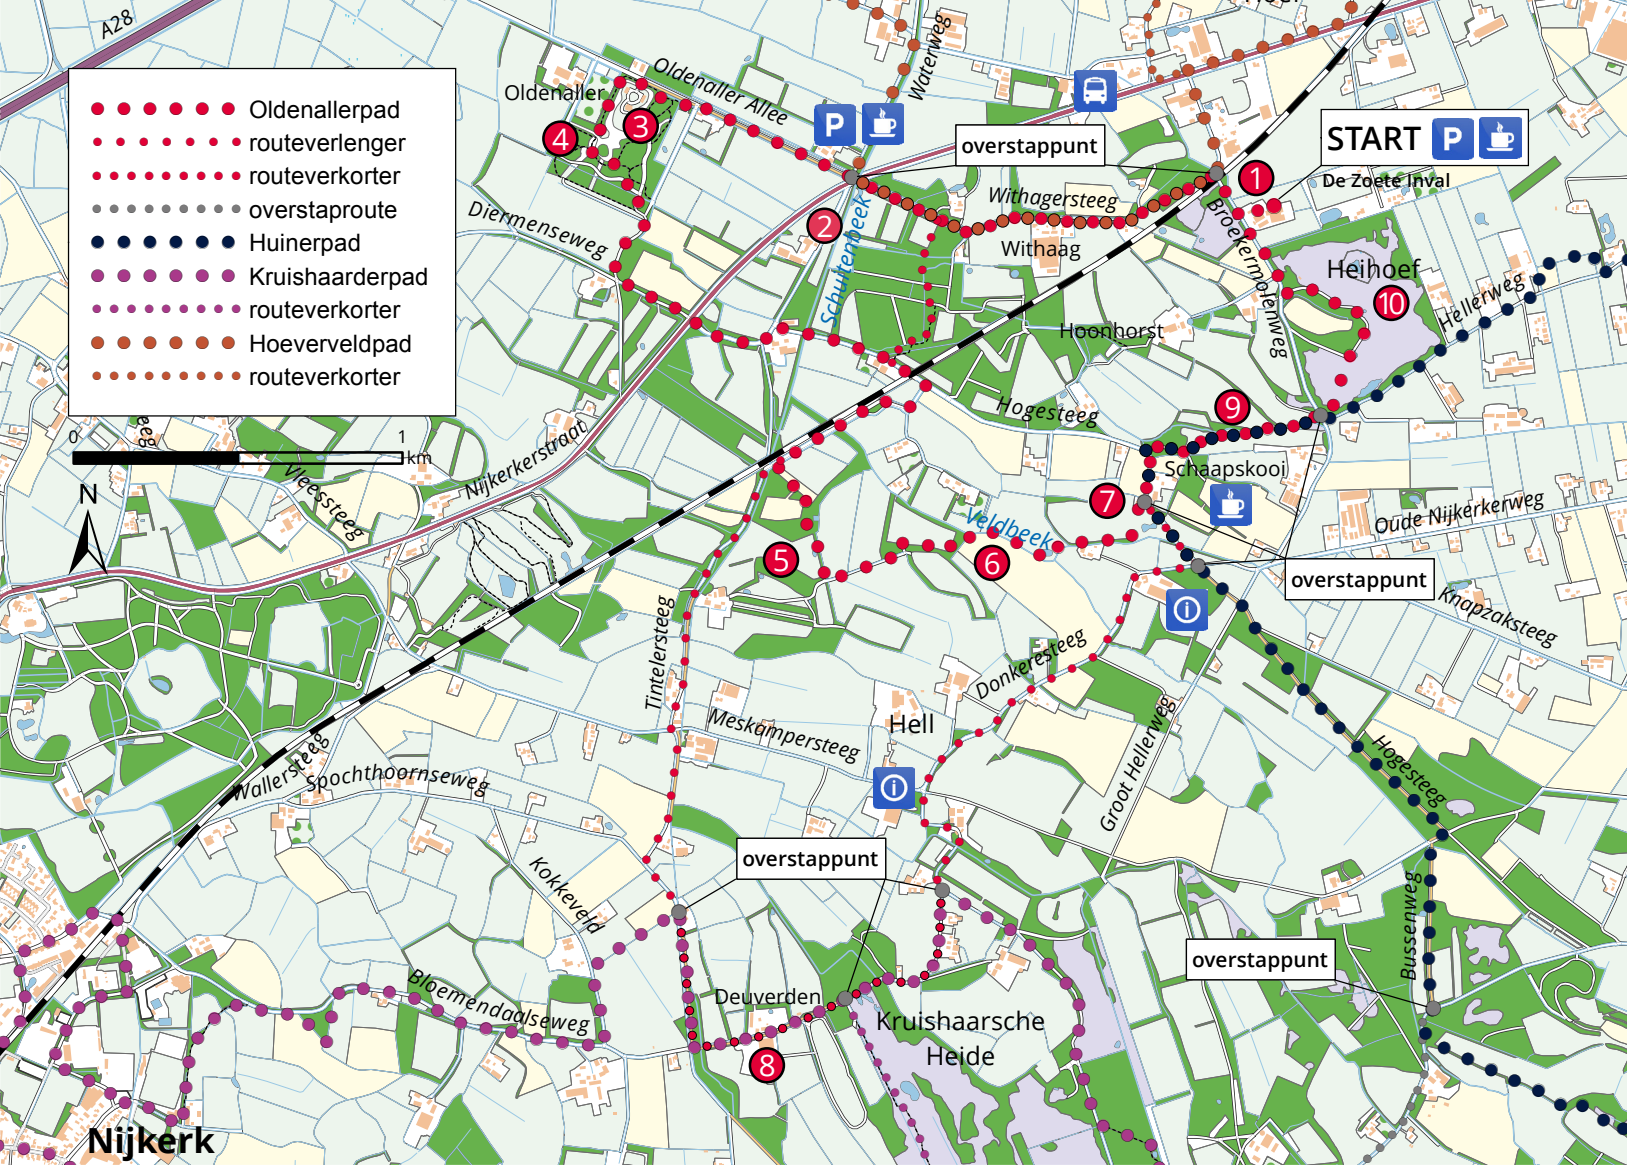 A28
Oldenallerpad
routeverlenger
routeverkorter
overstaproute
Huinerpad
Kruishaarderpad
routeverkorter
Hoeverveldpad
routeverkorter
0
1
km
N
Oldenaller
Oldenaller Allee
Waterweg
P
overstappunt
START P
De Zoete Inval
1
2
3
4
5
6
7
8
9
10
Withagersteeg
Withaag
Diermenseweg
Schuitenbeek
Broekermolenweg
Heihoef
Hellerweg
Hoonhorst
Hogesteeg
Schaapskooi
Nijkerkerstraat
Vleessteeg
eeg
Veldbeek
Oude Nijkerkerweg
overstappunt
i
Knapzaksteeg
Tintelersteeg
Donkeresteeg
Meskampersteeg
Hell
i
Groot Hellerweg
Hogesteeg
Wallersteeg
Spochthoornseweg
Kokkeveld
overstappunt
Bussenweg
overstappunt
Bloemendaalseweg
Deuverden
Kruishaarsche
Heide
Nijkerk